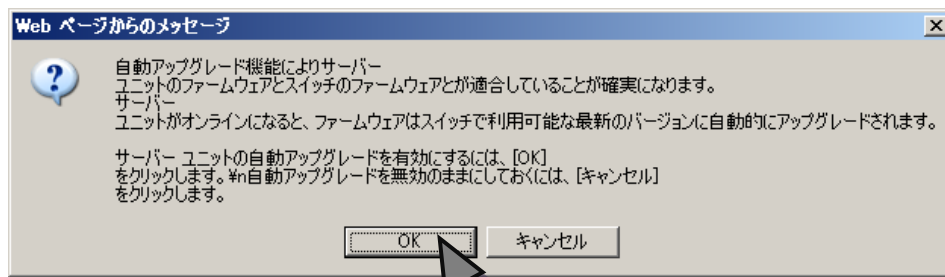 Web ページからのメッセージ
自動アップグレード機能によりサーバー
ユニットのファームウェアとスイッチのファームウェアとが適合していることが確実になります。
サーバー
ユニットがオンラインになると、ファームウェアはスイッチで利用可能な最新のバージョンに自動的にアップグレードされます。
サーバー ユニットの自動アップグレードを有効にするには、[OK]
をクリックします。¥n自動アップグレードを無効のままにしておくには、[キャンセル]
をクリックします。
OK
キャンセル